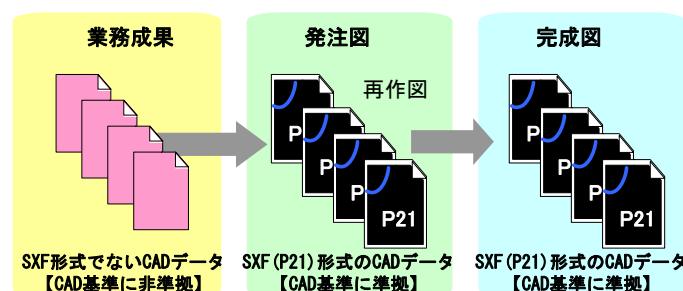 業務成果
発注図
完成図
再作図
P
P
P
P21
P
P
P
P21
SXF形式でないCADデータ
【CAD基準に非準拠】
SXF(P21)形式のCADデータ
【CAD基準に準拠】
SXF(P21)形式のCADデータ
【CAD基準に準拠】